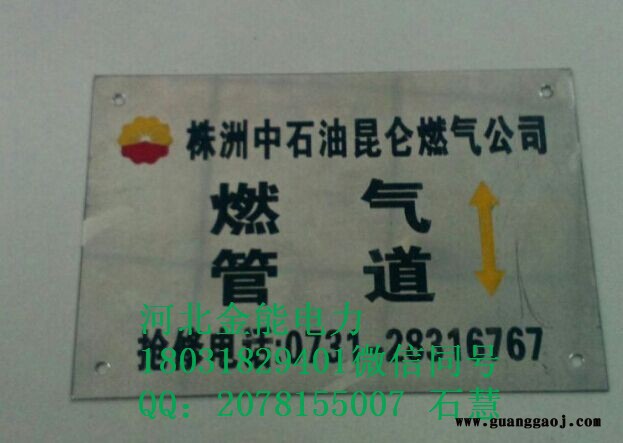 株洲中石油昆仑燃气公司
燃气
管道
河北金能电力
抢修电话:0731-28316767
18031829401微信同号
QQ：2078155007 石慧
www.guanggaoj.com